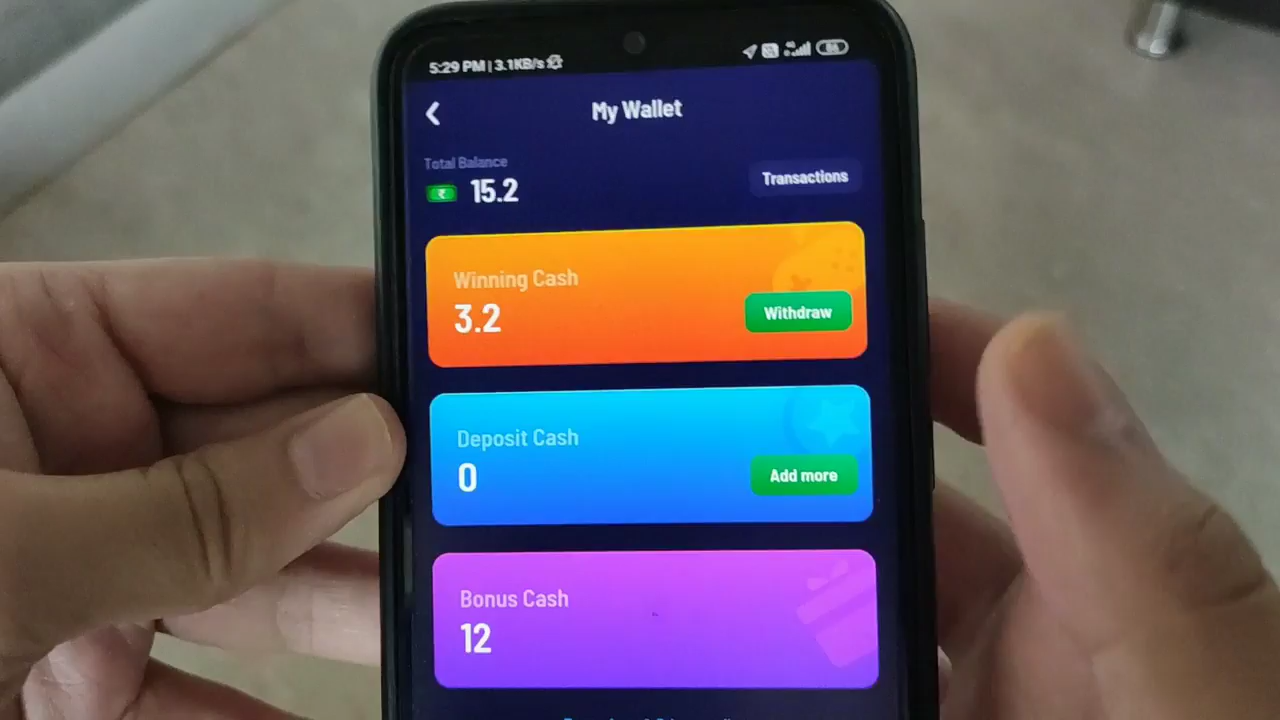 5:29 PM | 3.1KB/s
My Wallet
Total Balance
₹ 15.2
Transactions
Winning Cash
3.2
Withdraw
Deposit Cash
0
Add more
Bonus Cash
12